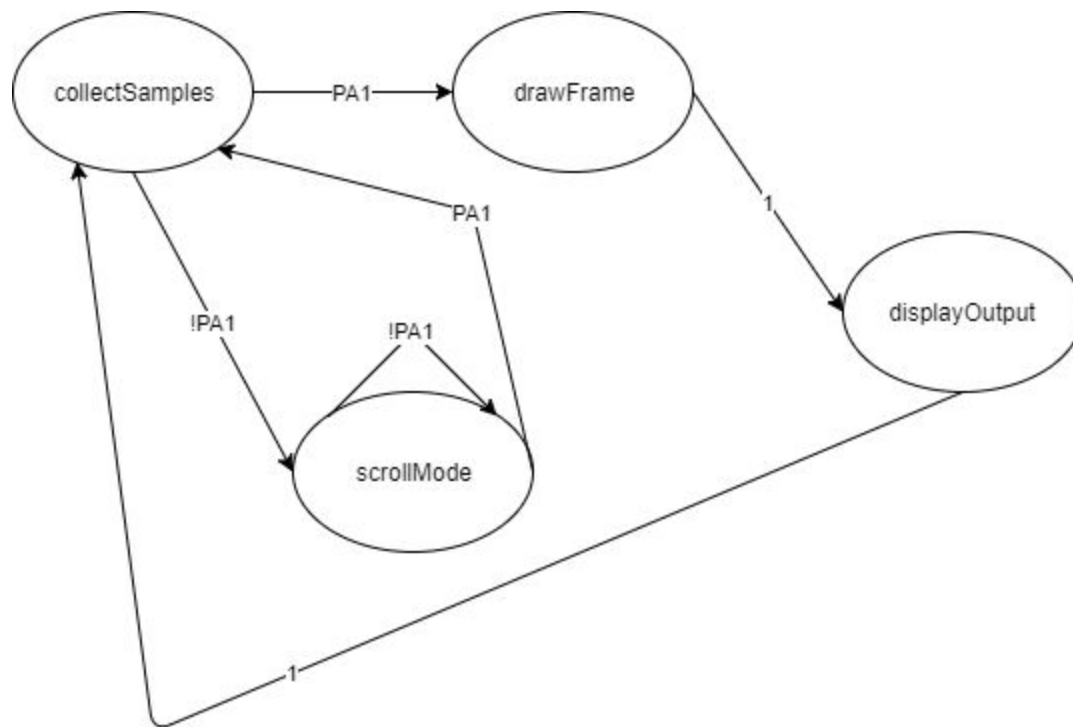 collectSamples
PA1
drawFrame
1
PA1
!PA1
!PA1
displayOutput
scrollMode
1